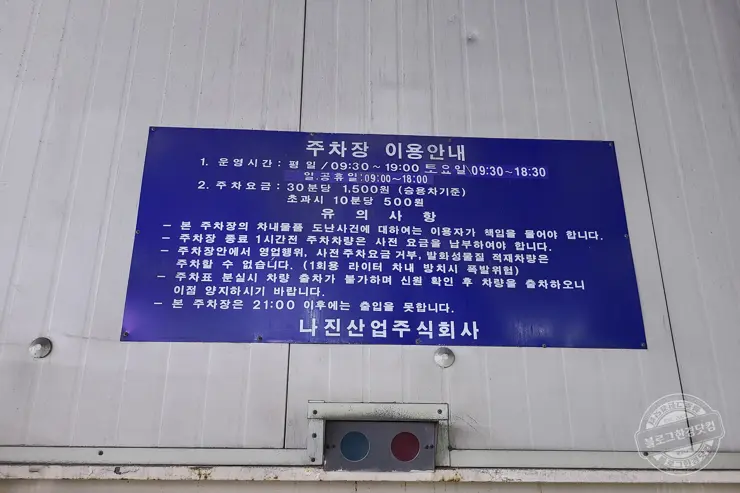 주차장 이용안내
1. 운영시간 : 평 일 / 09:30 ~ 19:00 토요일 09:30~18:30
일.공휴일:09:00~18:00
2. 주차요금 : 30분당 1,500원 (승용차기준)
초과시 10분당 500원
유 의 사 항
– 본 주차장의 차내물품 도난사건에 대하여는 이용자가 책임을 물어야 합니다.
– 주차장 종료 1시간전 주차차량은 사전 요금을 납부하여야 합니다.
– 주차장안에서 영업행위, 사전주차요금 거부, 발화성물질 적재차량은
주차할 수 없습니다. (1회용 라이터 차내 방치시 폭발위험)
– 주차표 분실시 차량 출차가 불가하며 신원 확인 후 차량을 출차하오니
이점 양지하시기 바랍니다.
– 본 주차장은 21:00 이후에는 출입을 못합니다.
나진산업주식회사
블로그한경닷컴